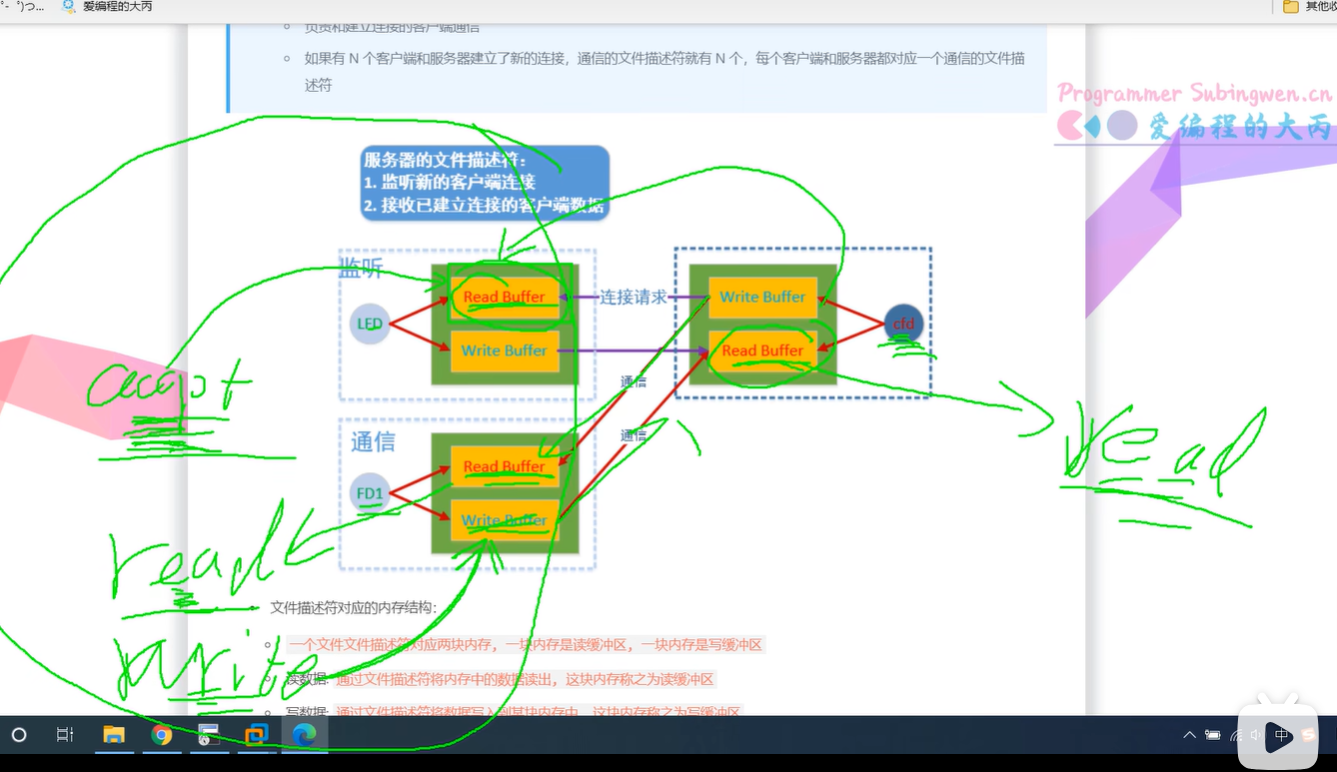 爱编程的大丙
其他收
负责和建立连接的客户端通信
如果有 N 个客户端和服务器建立了新的连接，通信的文件描述符就有 N 个，每个客户端和服务器都对应一个通信的文件描
述符
Programmer Subingwen.cn
爱编程的大丙
服务器的文件描述符：
1. 监听新的客户端连接
2. 接收已建立连接的客户端数据
监听
Read Buffer
连接请求
Write Buffer
LED
cfd
Write Buffer
Read Buffer
通信
accept
通信
通信
read
Read Buffer
FD1
Write Buffer
read
文件描述符对应的内存结构：
一个文件文件描述符对应两块内存，一块内存是读缓冲区，一块内存是写缓冲区
write
读数据: 通过文件描述符将内存中的数据读出，这块内存称之为读缓冲区
写数据: 通过文件描述符将数据写入到某块内存中，这块内存称之为写缓冲区
中